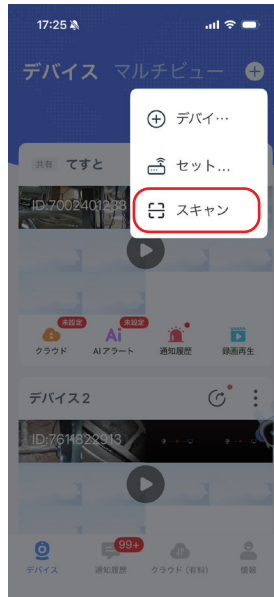 17:25
デバイス マルチビュー
デバイ…
セット…
スキャン
共有 てすと
ID:7002401238
未設定 未設定
クラウド AIアラート 通知履歴 録画再生
デバイス2
ID:7614822913
99+
デバイス 通知履歴 クラウド (有料) 情報